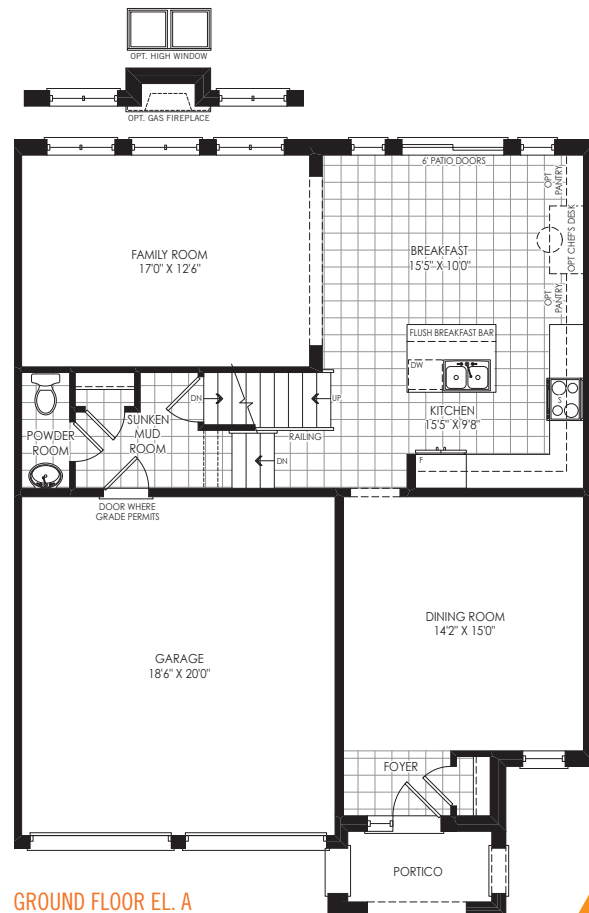 OPT. HIGH WINDOW
OPT. GAS FIREPLACE
6' PATIO DOORS
OPT
PANTRY
FAMILY ROOM
17'0" X 12'6"
BREAKFAST
15'5" X 10'0"
OPT CHEF'S DESK
OPT
PANTRY
FLUSH BREAKFAST BAR
DW
S
DN
UP
KITCHEN
15'5" X 9'8"
SUNKEN
MUD
ROOM
POWDER
ROOM
RAILING
DN
F
DOOR WHERE
GRADE PERMITS
DINING ROOM
14'2" X 15'0"
GARAGE
18'6" X 20'0"
FOYER
PORTICO
GROUND FLOOR EL. A